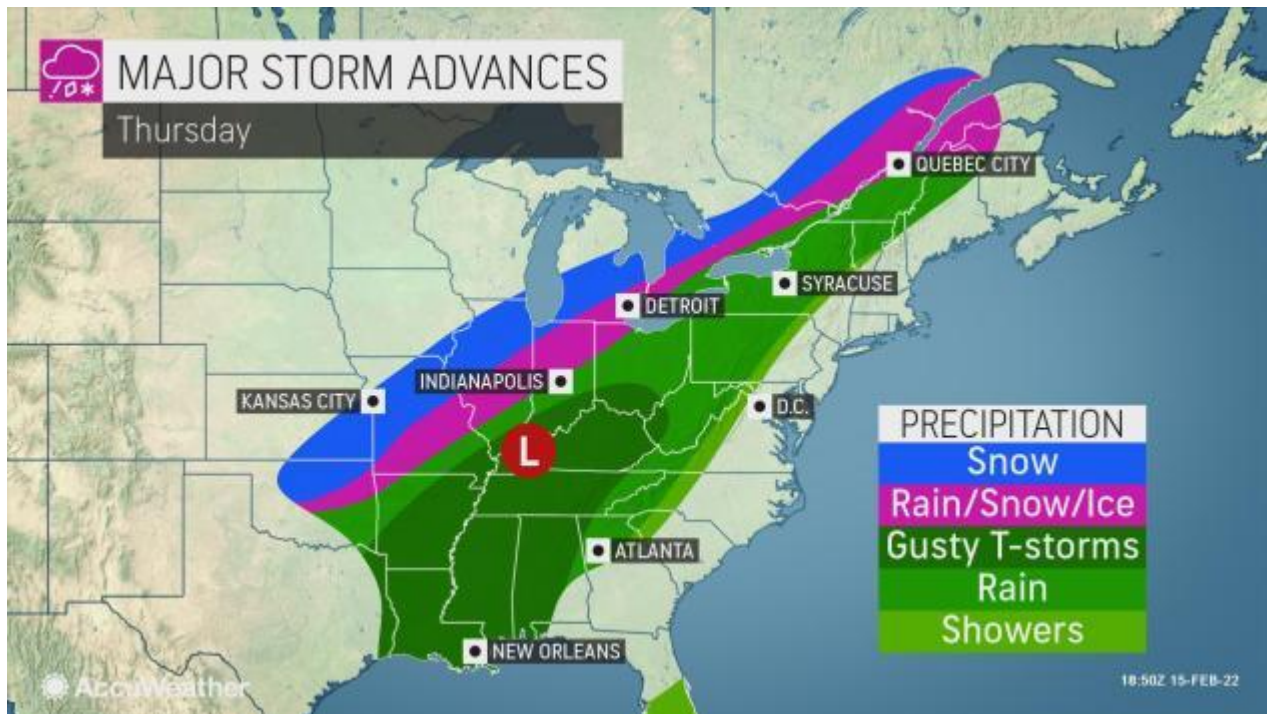 MAJOR STORM ADVANCES
Thursday
QUEBEC CITY
SYRACUSE
DETROIT
INDIANAPOLIS
KANSAS CITY
D.C.
L
ATLANTA
NEW ORLEANS
PRECIPITATION
Snow
Rain/Snow/Ice
Gusty T-storms
Rain
Showers
AccuWeather
18:50Z 15-FEB-22